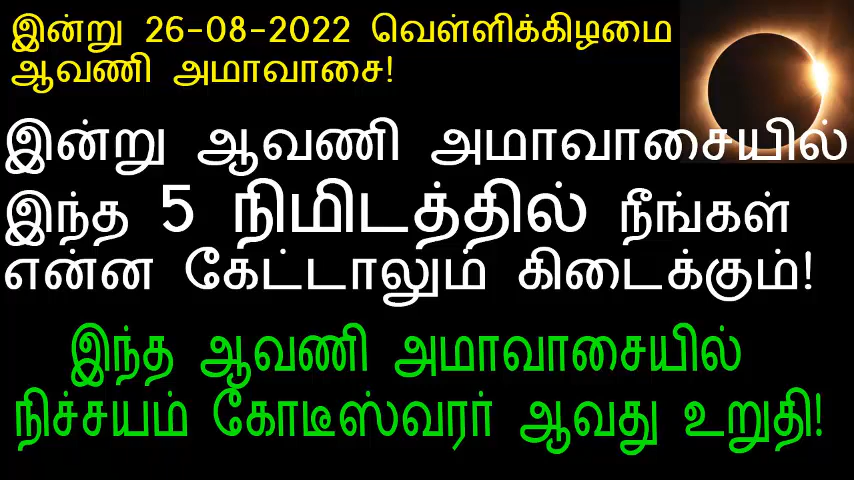 இன்று 26-08-2022 வெள்ளிக்கிழமை
ஆவணி அமாவாசை!
இன்று ஆவணி அமாவாசையில்
இந்த 5 நிமிடத்தில் நீங்கள்
என்ன கேட்டாலும் கிடைக்கும்!
இந்த ஆவணி அமாவாசையில்
நிச்சயம் கோடீஸ்வரர் ஆவது உறுதி!